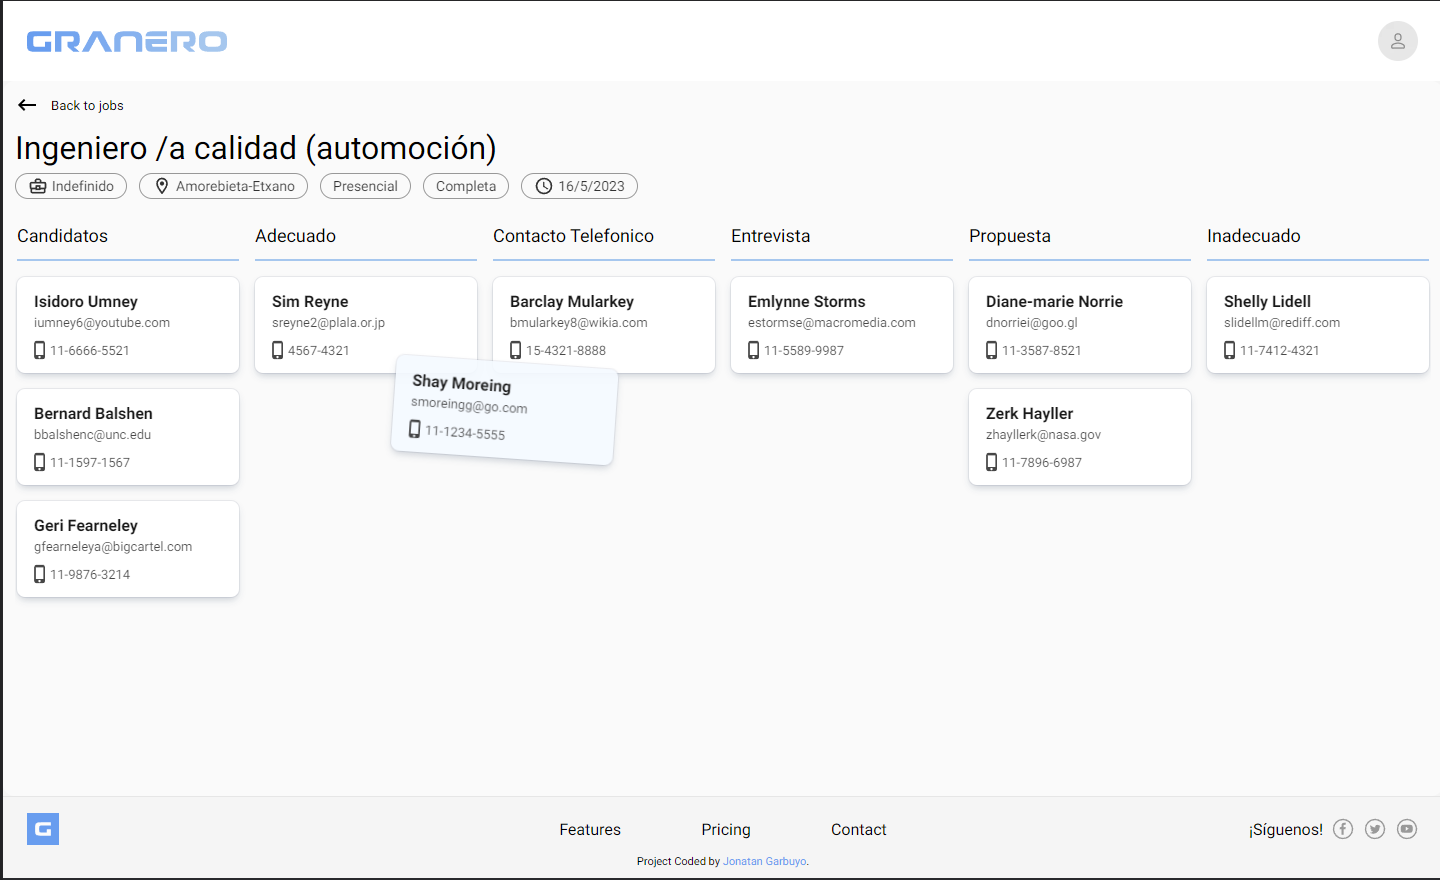 GRANERO
Back to jobs
Ingeniero /a calidad (automoción)
Indefinido
Amorebieta-Etxano
Presencial
Completa
16/5/2023
Candidatos
Isidoro Umney
iumney6@youtube.com
11-6666-5521
Bernard Balshen
bbalshenc@unc.edu
11-1597-1567
Geri Fearneley
gfearneleya@bigcartel.com
11-9876-3214
Adecuado
Sim Reyne
sreyne2@plala.or.jp
4567-4321
Shay Moreing
smoreingg@go.com
11-1234-5555
Contacto Telefonico
Barclay Mularkey
bmularkey8@wikia.com
15-4321-8888
Entrevista
Emlynne Storms
estormse@macromedia.com
11-5589-9987
Propuesta
Diane-marie Norrie
dnorriei@goo.gl
11-3587-8521
Zerk Hayller
zhayllerk@nasa.gov
11-7896-6987
Inadecuado
Shelly Lidell
slidellm@rediff.com
11-7412-4321
G
Features
Pricing
Contact
¡Síguenos!
Project Coded by Jonatan Garbuyo.